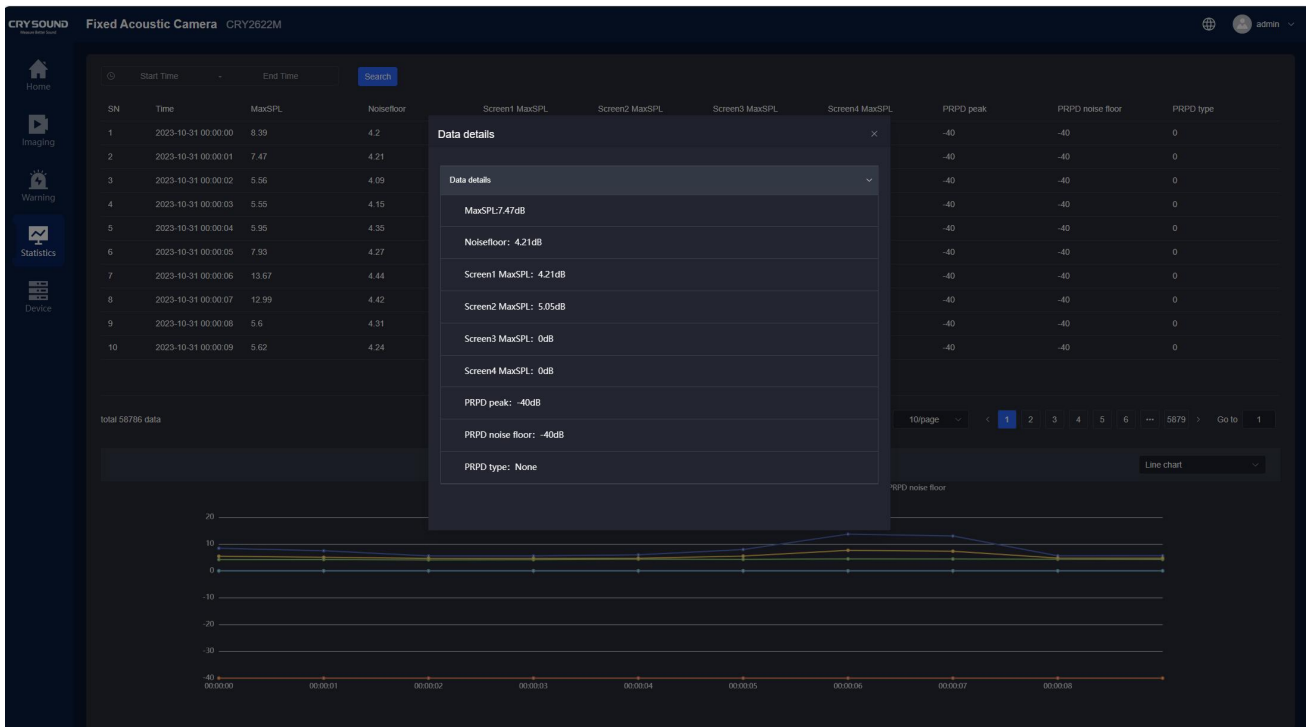 CRYSOUND Fixed Acoustic Camera CRY2622M admin
Measure Better Sound
Home
Imaging
Warning
Statistics
Device
Start Time - End Time Search
SN Time MaxSPL Noisefloor Screen1 MaxSPL Screen2 MaxSPL Screen3 MaxSPL Screen4 MaxSPL PRPD peak PRPD noise floor PRPD type
1 2023-10-31 00:00:00 8.39 4.2 -40 -40 0
2 2023-10-31 00:00:01 7.47 4.21 -40 -40 0
3 2023-10-31 00:00:02 5.56 4.09 -40 -40 0
4 2023-10-31 00:00:03 5.55 4.15 -40 -40 0
5 2023-10-31 00:00:04 5.95 4.35 -40 -40 0
6 2023-10-31 00:00:05 7.93 4.27 -40 -40 0
7 2023-10-31 00:00:06 13.67 4.44 -40 -40 0
8 2023-10-31 00:00:07 12.99 4.42 -40 -40 0
9 2023-10-31 00:00:08 5.6 4.31 -40 -40 0
10 2023-10-31 00:00:09 5.62 4.24 -40 -40 0
Data details
Data details
MaxSPL:7.47dB
Noisefloor: 4.21dB
Screen1 MaxSPL: 4.21dB
Screen2 MaxSPL: 5.05dB
Screen3 MaxSPL: 0dB
Screen4 MaxSPL: 0dB
PRPD peak: -40dB
PRPD noise floor: -40dB
PRPD type: None
total 58786 data 10/page < 1 2 3 4 5 6 ••• 5879 > Go to 1
Line chart
PRPD noise floor
20
10
0
-10
-20
-30
-40
00:00:00 00:00:01 00:00:02 00:00:03 00:00:04 00:00:05 00:00:06 00:00:07 00:00:08